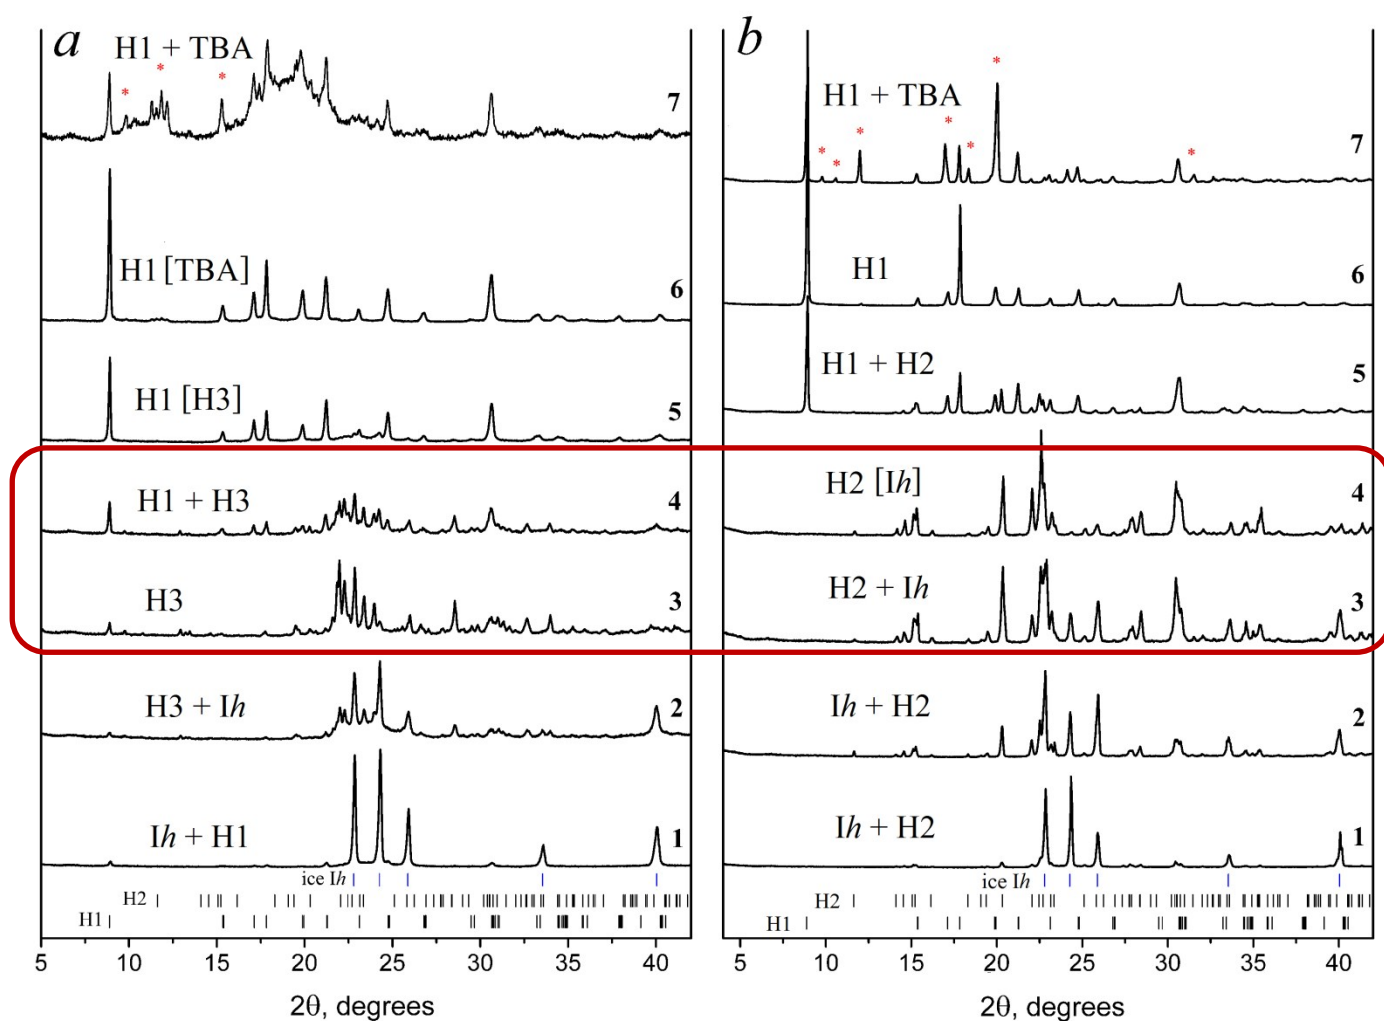 a
H1 + TBA
* * *
7
H1 [TBA]
6
H1 [H3]
5
H1 + H3
4
H3
3
H3 + Ih
2
Ih + H1
1
ice Ih
H2
H1
5 10 15 20 25 30 35 40
2θ, degrees
b
H1 + TBA
* * * * * * *
7
H1
6
H1 + H2
5
H2 [Ih]
4
H2 + Ih
3
Ih + H2
2
Ih + H2
1
ice Ih
H2
H1
5 10 15 20 25 30 35 40
2θ, degrees